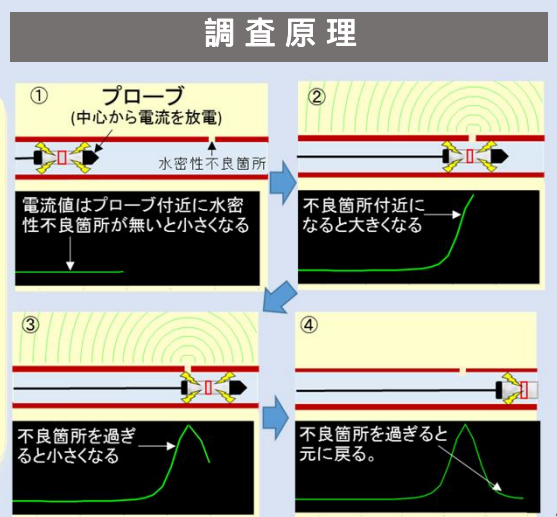 調査原理
①
プローブ
(中心から電流を放電)
水密性不良箇所
電流値はプローブ付近に水密
性不良箇所が無いと小さくなる
②
不良箇所付近に
なると大きくなる
③
不良箇所を過ぎ
ると小さくなる
④
不良箇所を過ぎると
元に戻る。